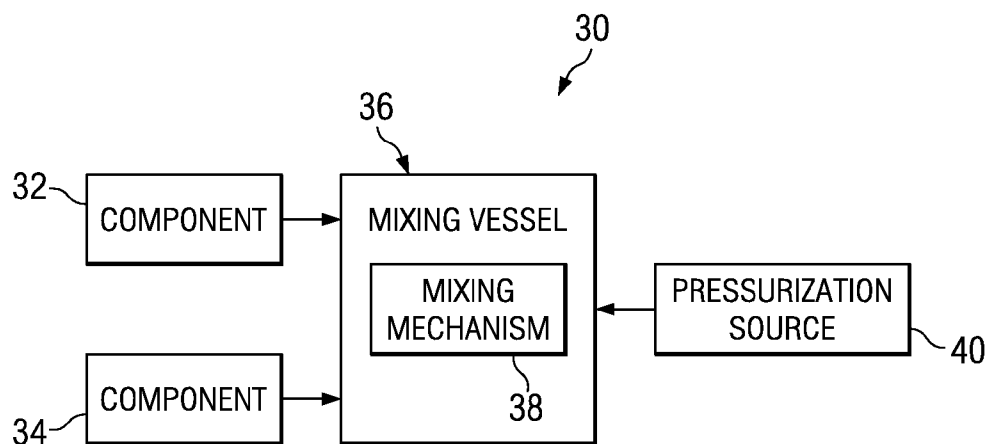 30
36
32
COMPONENT
MIXING VESSEL
MIXING
MECHANISM
38
PRESSURIZATION
SOURCE
40
COMPONENT
34